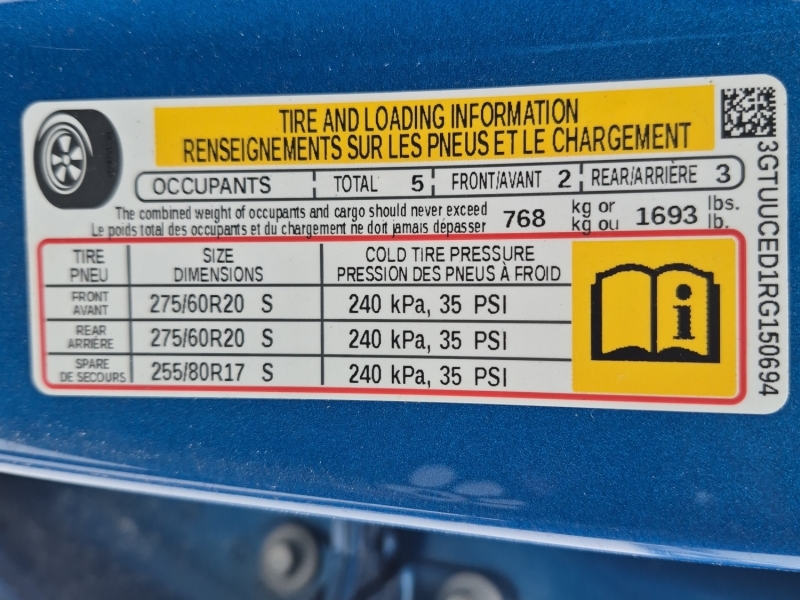 TIRE AND LOADING INFORMATION
RENSEIGNEMENTS SUR LES PNEUS ET LE CHARGEMENT
OCCUPANTS TOTAL 5 FRONT/AVANT 2 REAR/ARRIÈRE 3
The combined weight of occupants and cargo should never exceed 768 kg or 1693 lbs.
Le poids total des occupants et du chargement ne doit jamais dépasser kg ou lb.
TIRE SIZE COLD TIRE PRESSURE
PNEU DIMENSIONS PRESSION DES PNEUS À FROID
FRONT AVANT 275/60R20 S 240 kPa, 35 PSI
REAR ARRIÈRE 275/60R20 S 240 kPa, 35 PSI
SPARE DE SECOURS 255/80R17 S 240 kPa, 35 PSI
3GTUUCED1RG150694